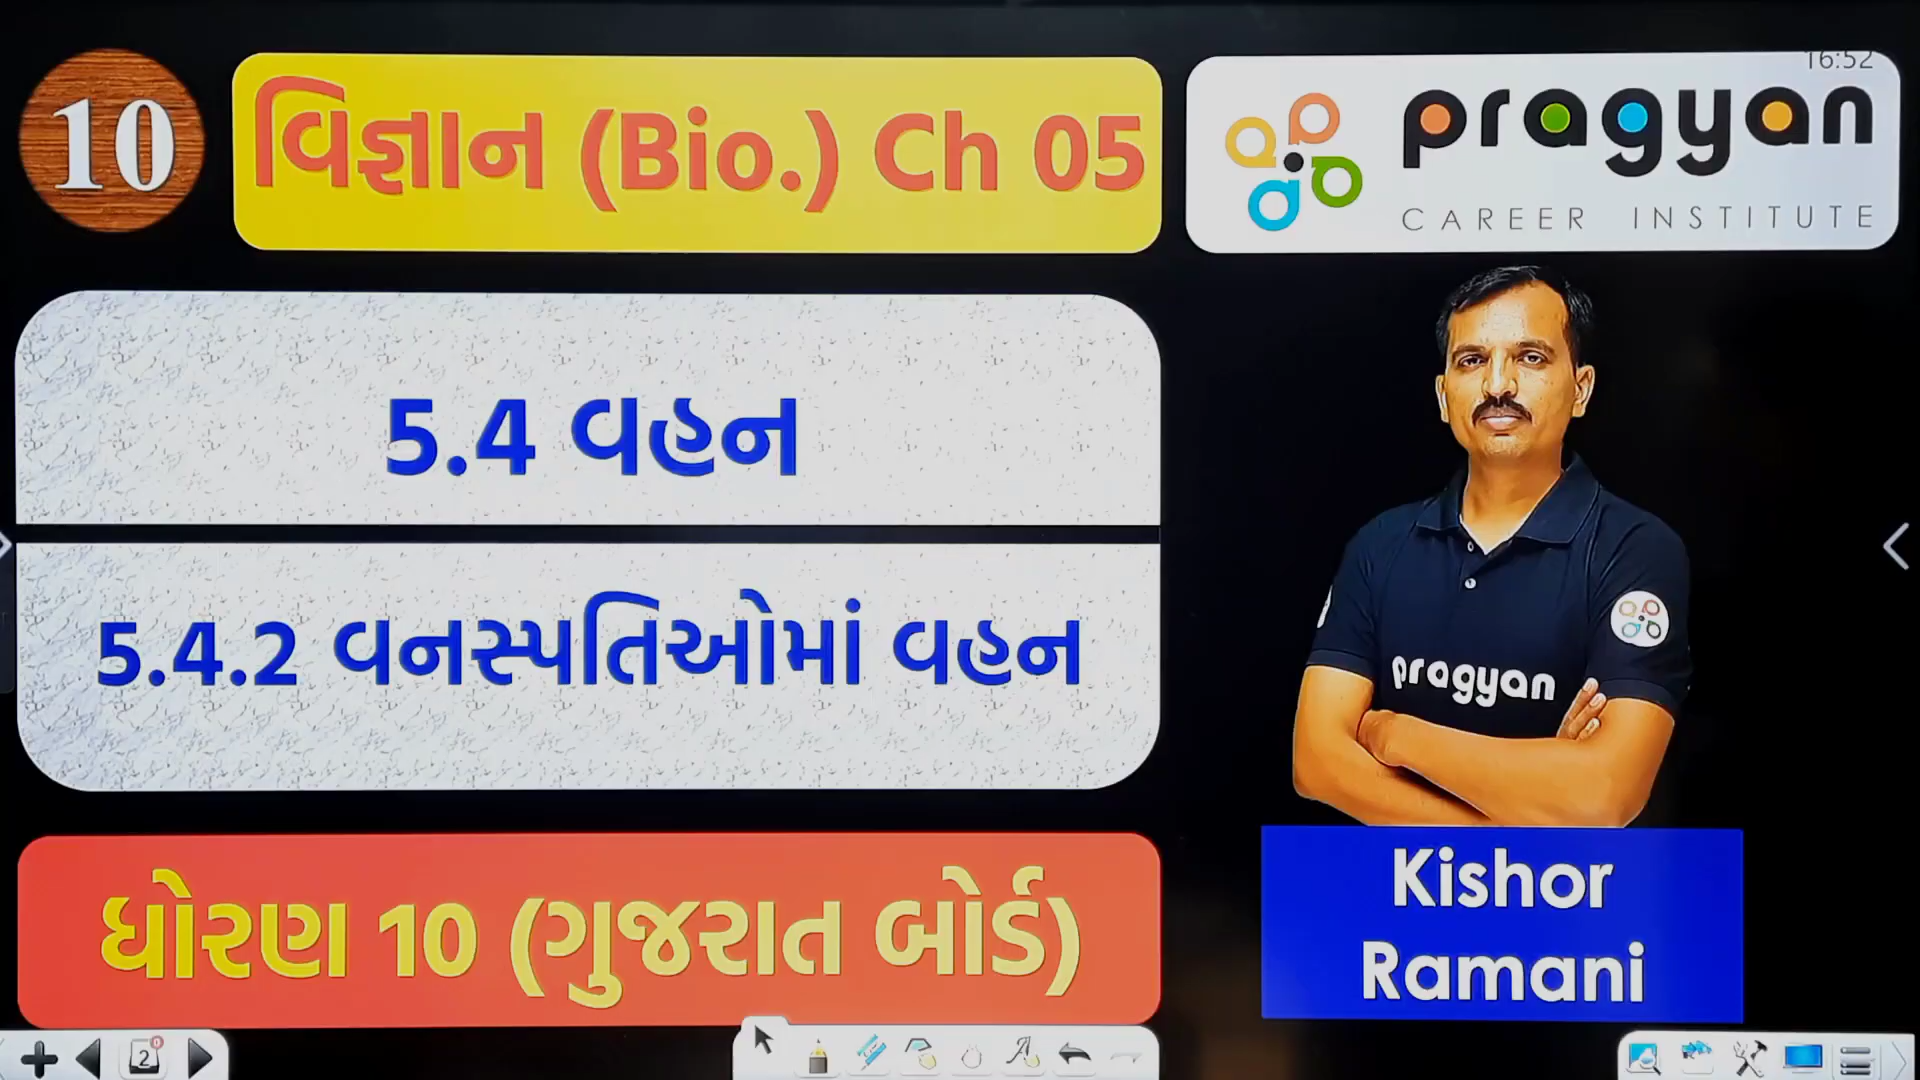 10
વિજ્ઞાન (Bio.) Ch 05
16:52
pragyan
CAREER INSTITUTE
5.4 વહન
5.4.2 વનસ્પતિઓમાં વહન
pragyan
ધોરણ 10 (ગુજરાત બોર્ડ)
Kishor
Ramani
2
0